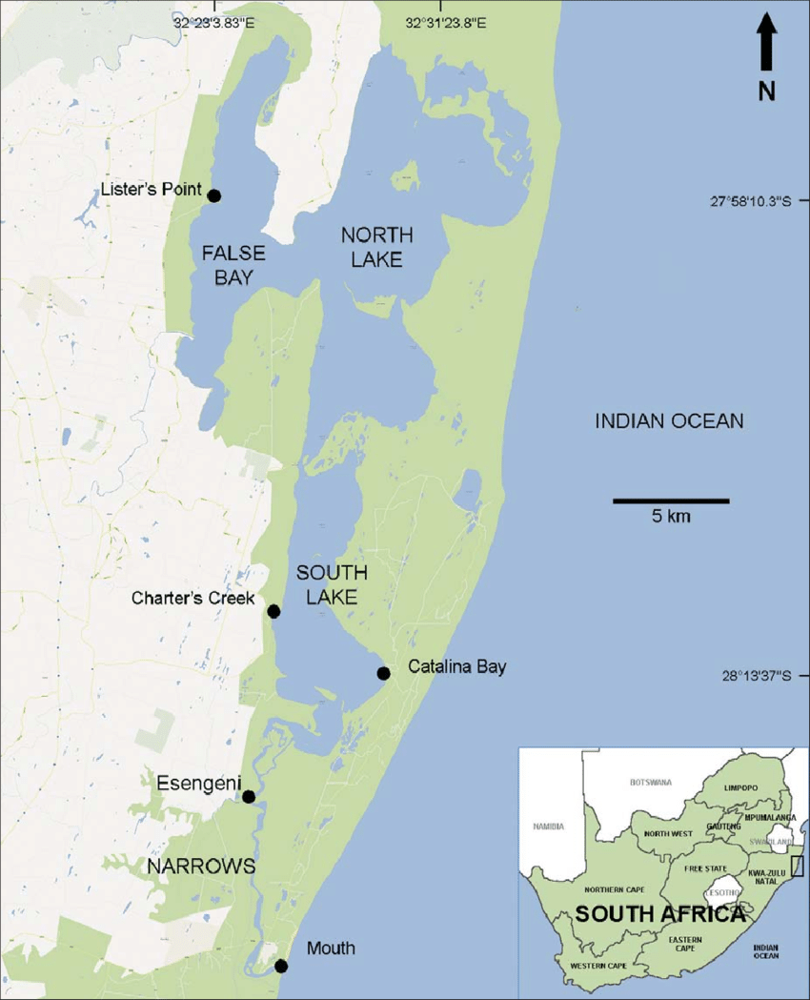 32°23'3.83"E
32°31'23.8"E
N
Lister's Point
27°58'10.3"S
NORTH
LAKE
FALSE
BAY
INDIAN OCEAN
5 km
SOUTH
LAKE
Charter's Creek
Catalina Bay
28°13'37"S
Esengeni
NARROWS
Mouth
BOTSWANA
LIMPOPO
NAMIBIA
MPUMALANGA
GAUTENG
NORTH WEST
SWAZILAND
FREE STATE
KWA-ZULU
NATAL
NORTHERN CAPE
LESOTHO
SOUTH AFRICA
EASTERN
CAPE
INDIAN
OCEAN
WESTERN CAPE